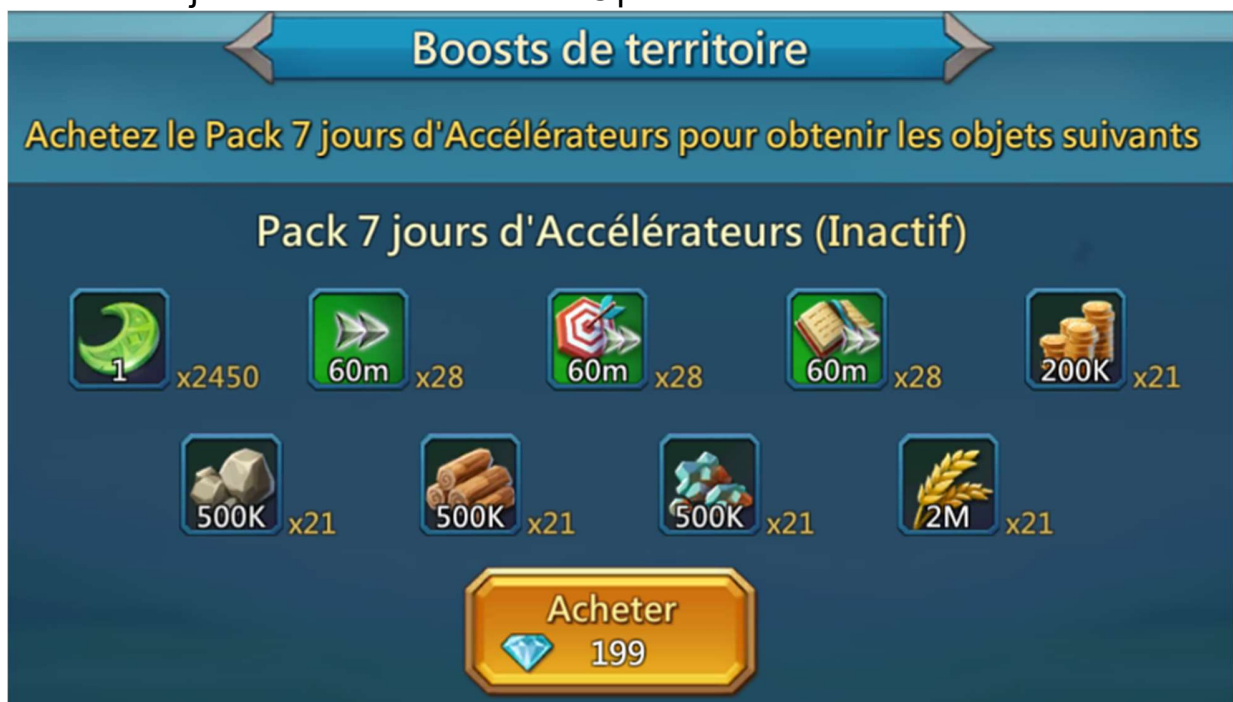 Boosts de territoire
Achetez le Pack 7 jours d'Accélérateurs pour obtenir les objets suivants
Pack 7 jours d'Accélérateurs (Inactif)
1 x2450 60m x28 60m x28 60m x28 200K x21
500K x21 500K x21 500K x21 2M x21
Acheter
199